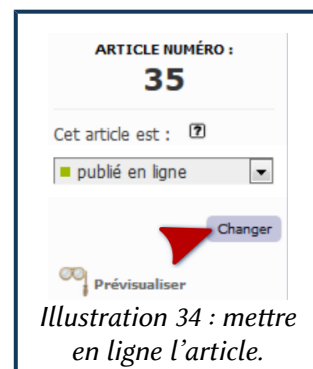 ARTICLE NUMÉRO :
35
Cet article est : ?
publié en ligne
Changer
Prévisualiser
Illustration 34 : mettre
en ligne l’article.